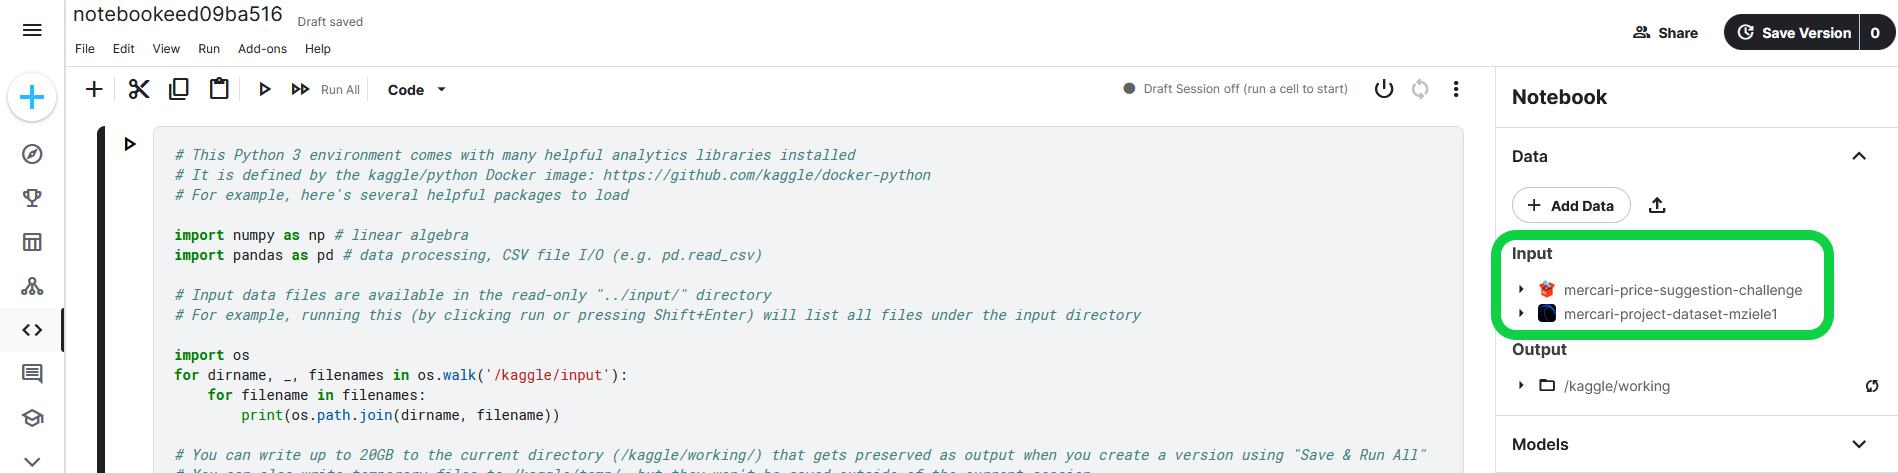 notebookeed09ba516 Draft saved
File Edit View Run Add-ons Help
Share
Save Version 0
Run All Code
Draft Session off (run a cell to start)
# This Python 3 environment comes with many helpful analytics libraries installed
# It is defined by the kaggle/python Docker image: https://github.com/kaggle/docker-python
# For example, here's several helpful packages to load
import numpy as np # linear algebra
import pandas as pd # data processing, CSV file I/O (e.g. pd.read_csv)
# Input data files are available in the read-only "../input/" directory
# For example, running this (by clicking run or pressing Shift+Enter) will list all files under the input directory
import os
for dirname, _, filenames in os.walk('/kaggle/input'):
    for filename in filenames:
        print(os.path.join(dirname, filename))
# You can write up to 20GB to the current directory (/kaggle/working/) that gets preserved as output when you create a version using "Save & Run All"
Notebook
Data
+ Add Data
Input
mercari-price-suggestion-challenge
mercari-project-dataset-mziele1
Output
/kaggle/working
Models